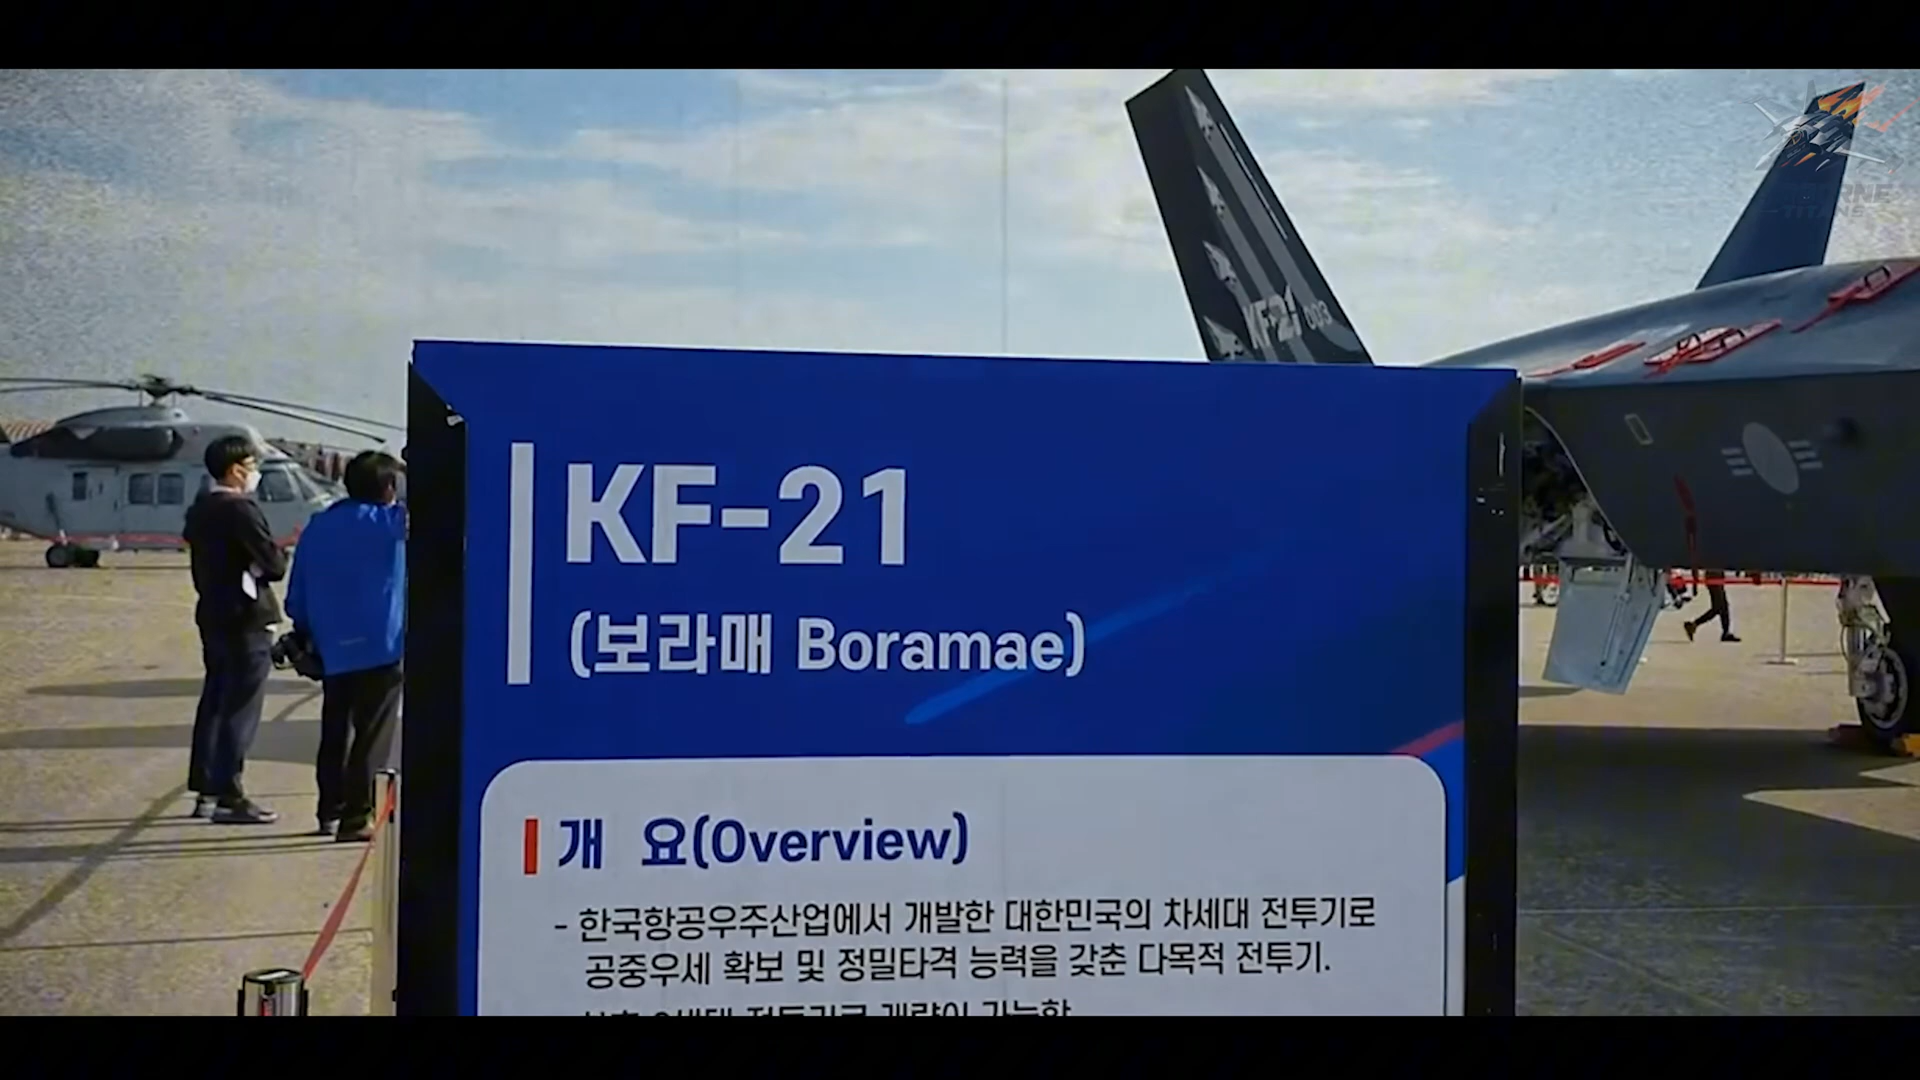 KF-21 003
KF-21
(보라매 Boramae)
개 요(Overview)
- 한국항공우주산업에서 개발한 대한민국의 차세대 전투기로
공중우세 확보 및 정밀타격 능력을 갖춘 다목적 전투기.